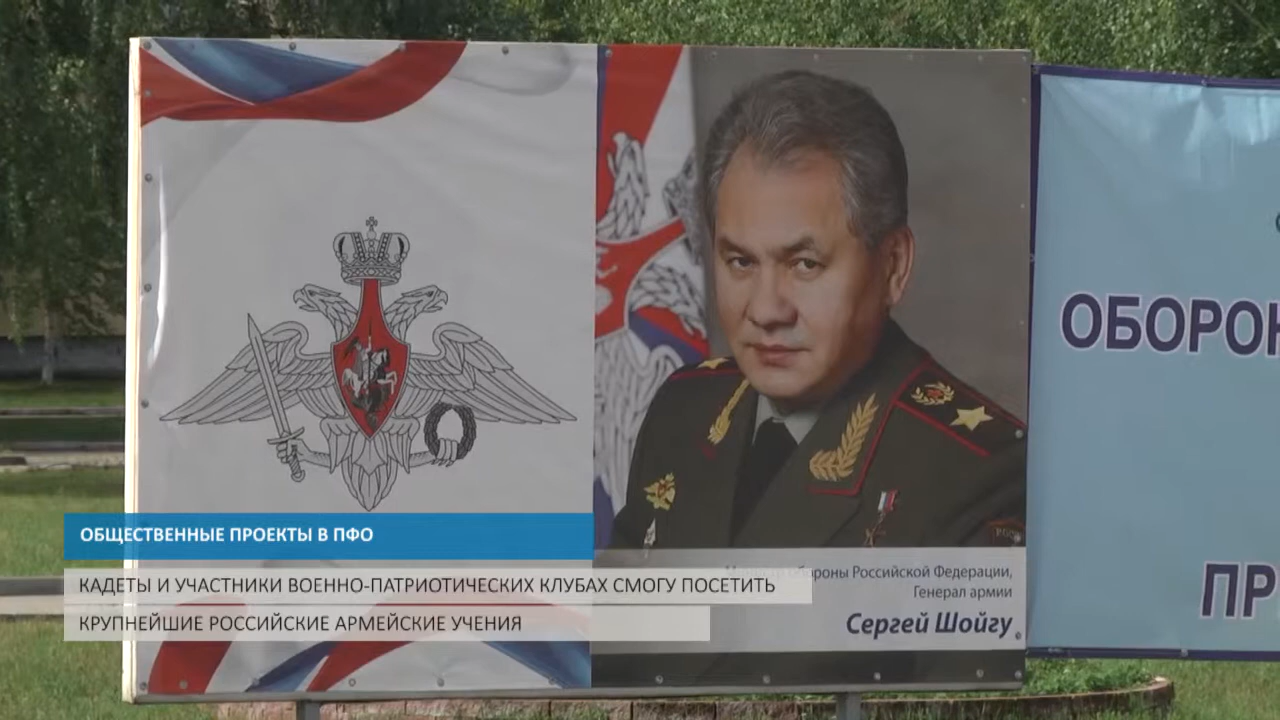 ОБЩЕСТВЕННЫЕ ПРОЕКТЫ В ПФО
КАДЕТЫ И УЧАСТНИКИ ВОЕННО-ПАТРИОТИЧЕСКИХ КЛУБАХ СМОГУ ПОСЕТИТЬ
КРУПНЕЙШИЕ РОССИЙСКИЕ АРМЕЙСКИЕ УЧЕНИЯ
обороны Российской Федерации,
Генерал армии
Сергей Шойгу
ОБОРОН
ПР